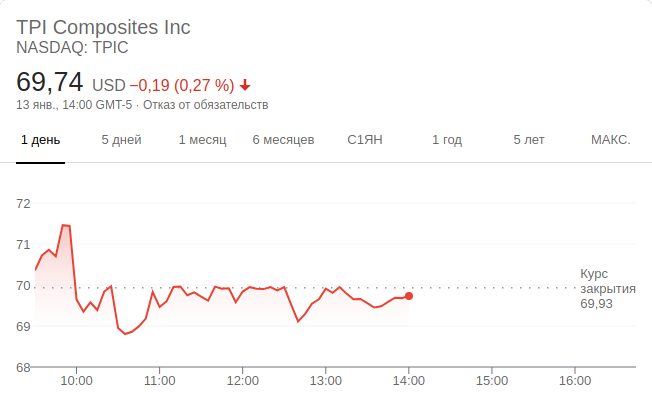 TPI Composites Inc
NASDAQ: TPIC
69,74 USD −0,19 (0,27 %)
13 янв., 14:00 GMT-5 · Отказ от обязательств
1 день 5 дней 1 месяц 6 месяцев С1ЯН 1 год 5 лет МАКС.
72
71
70
69
68
Курс
закрытия
69,93
10:00 11:00 12:00 13:00 14:00 15:00 16:00